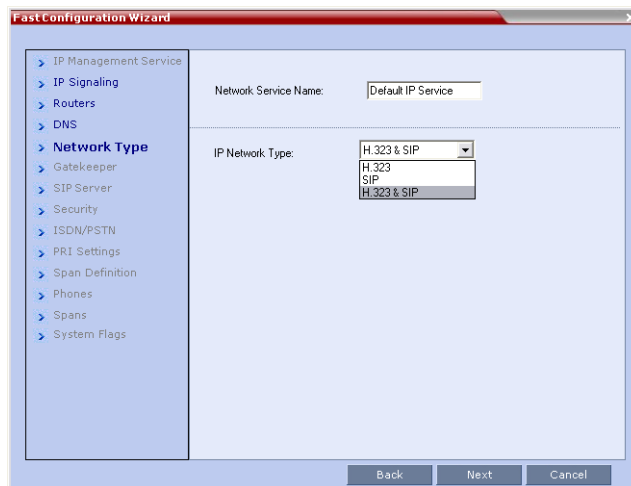 Fast Configuration Wizard
IP Management Service
IP Signaling
Routers
DNS
Network Type
Gatekeeper
SIP Server
Security
ISDN/PSTN
PRI Settings
Span Definition
Phones
Spans
System Flags
Network Service Name: Default IP Service
IP Network Type: H.323 & SIP
H.323
SIP
H.323 & SIP
Back Next Cancel